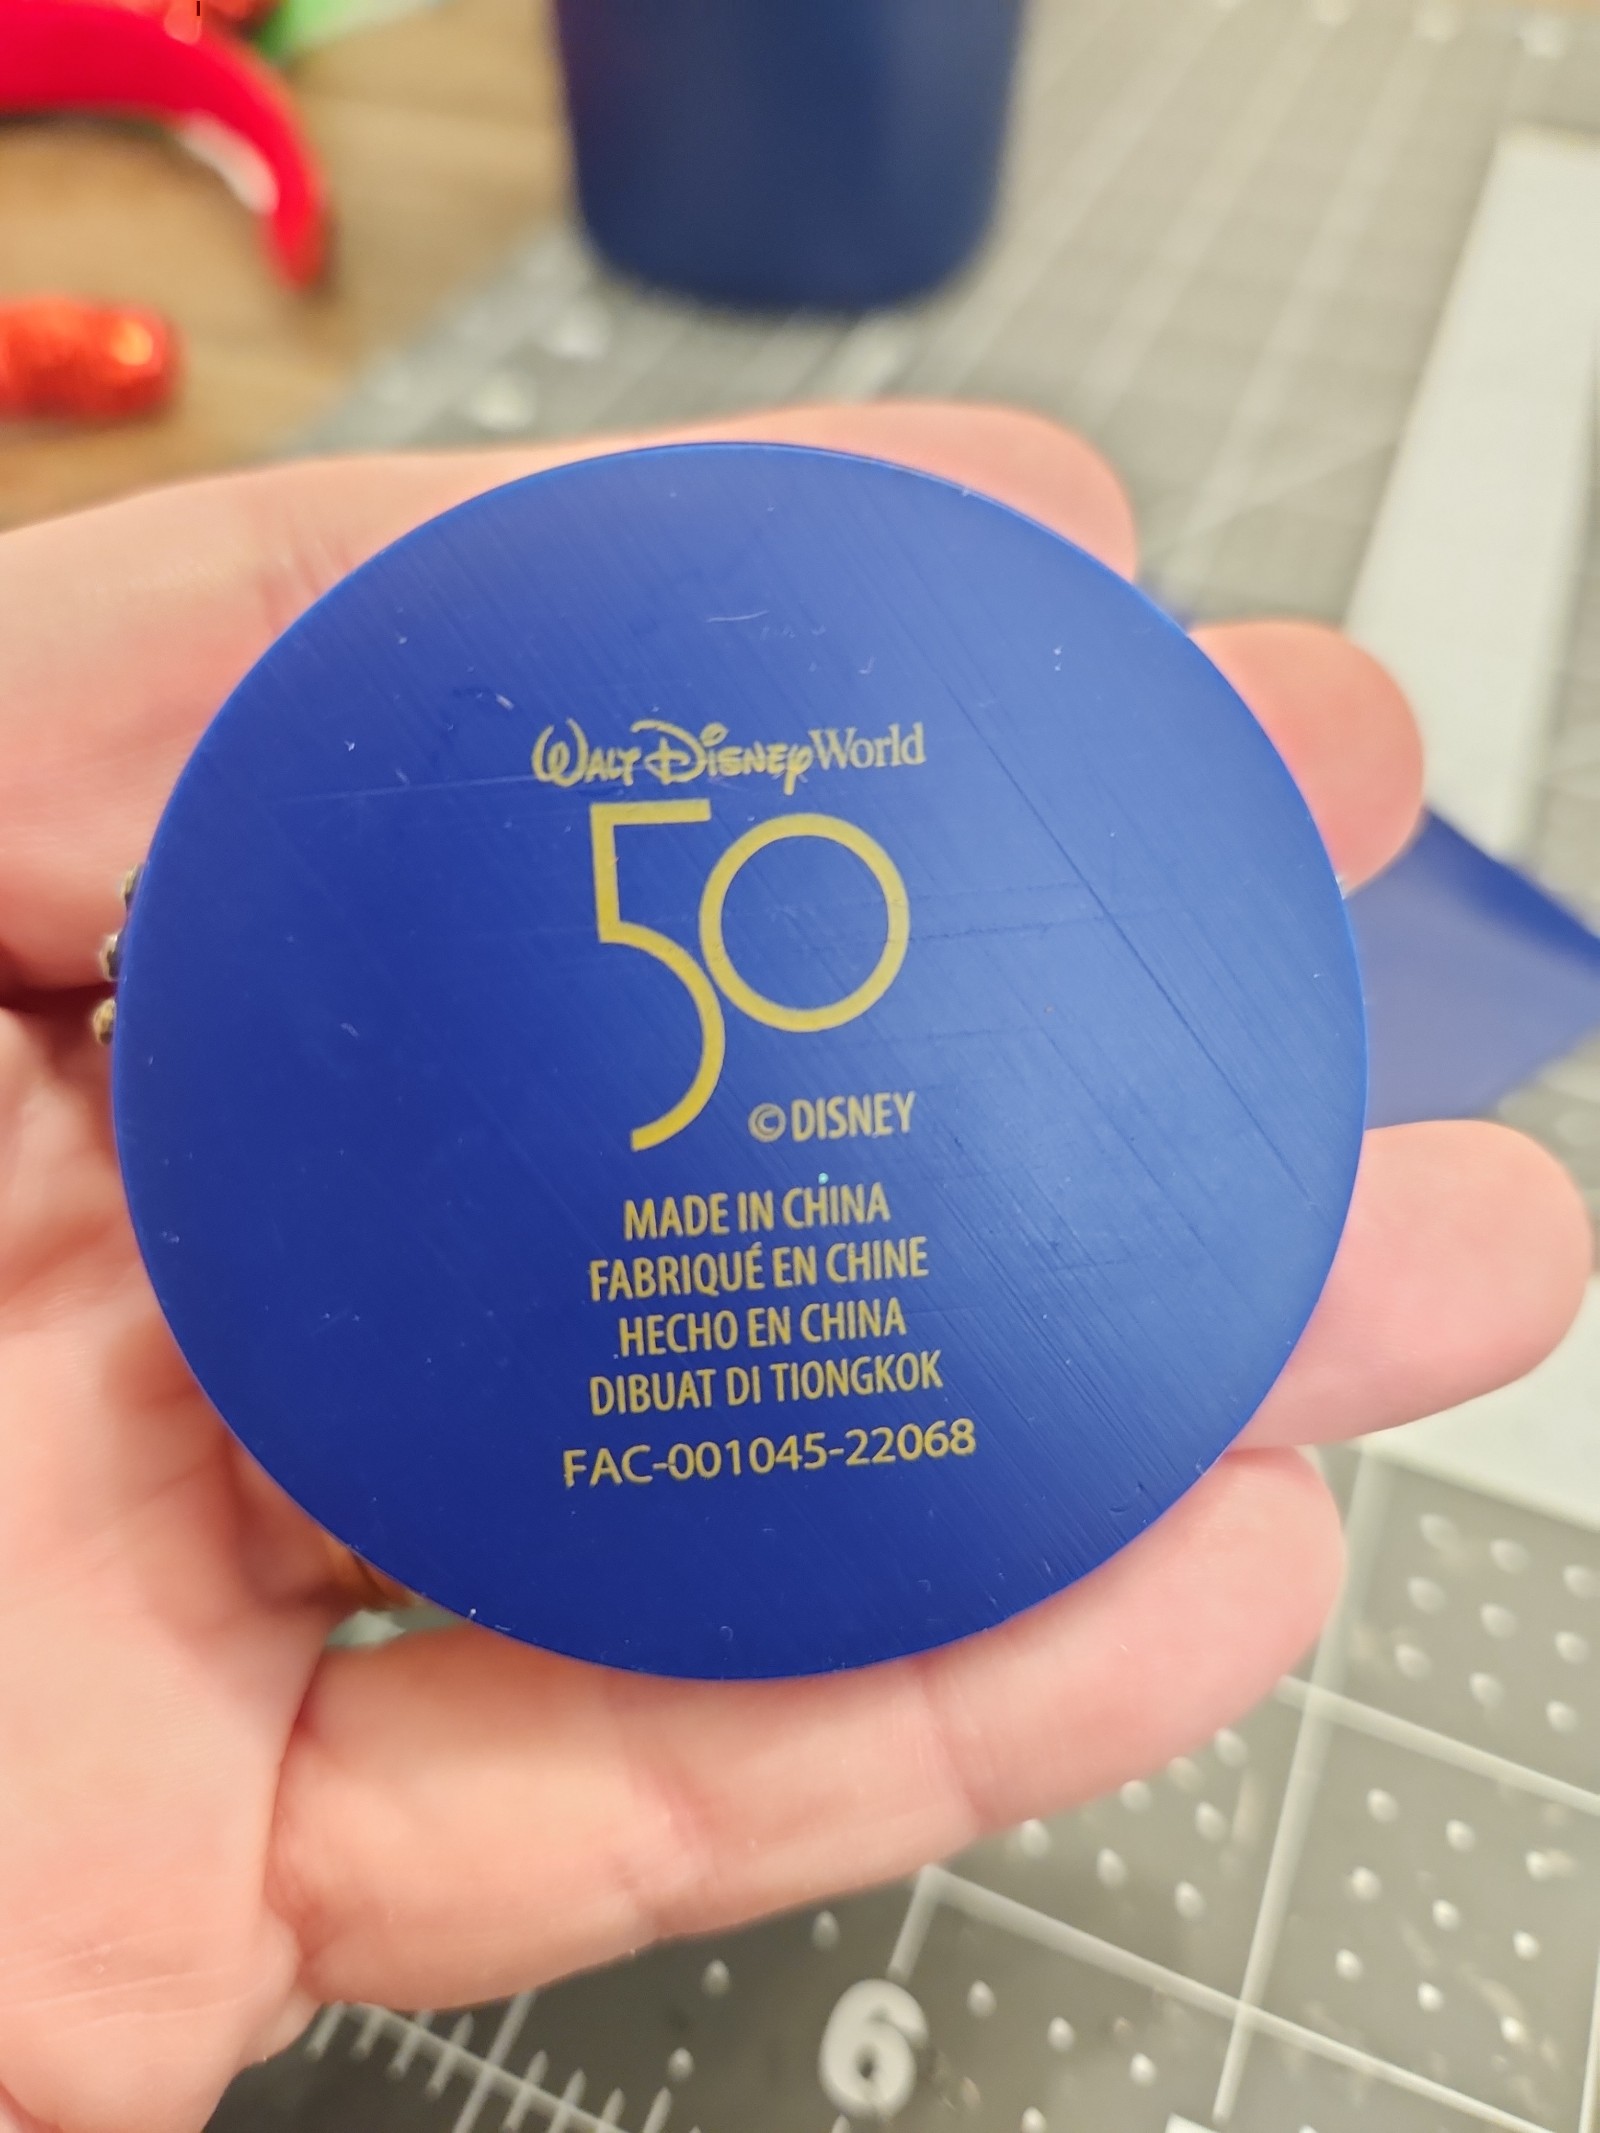 Walt Disney World
50
© DISNEY
MADE IN CHINA
FABRIQUÉ EN CHINE
HECHO EN CHINA
DIBUAT DI TIONGKOK
FAC-001045-22068
6